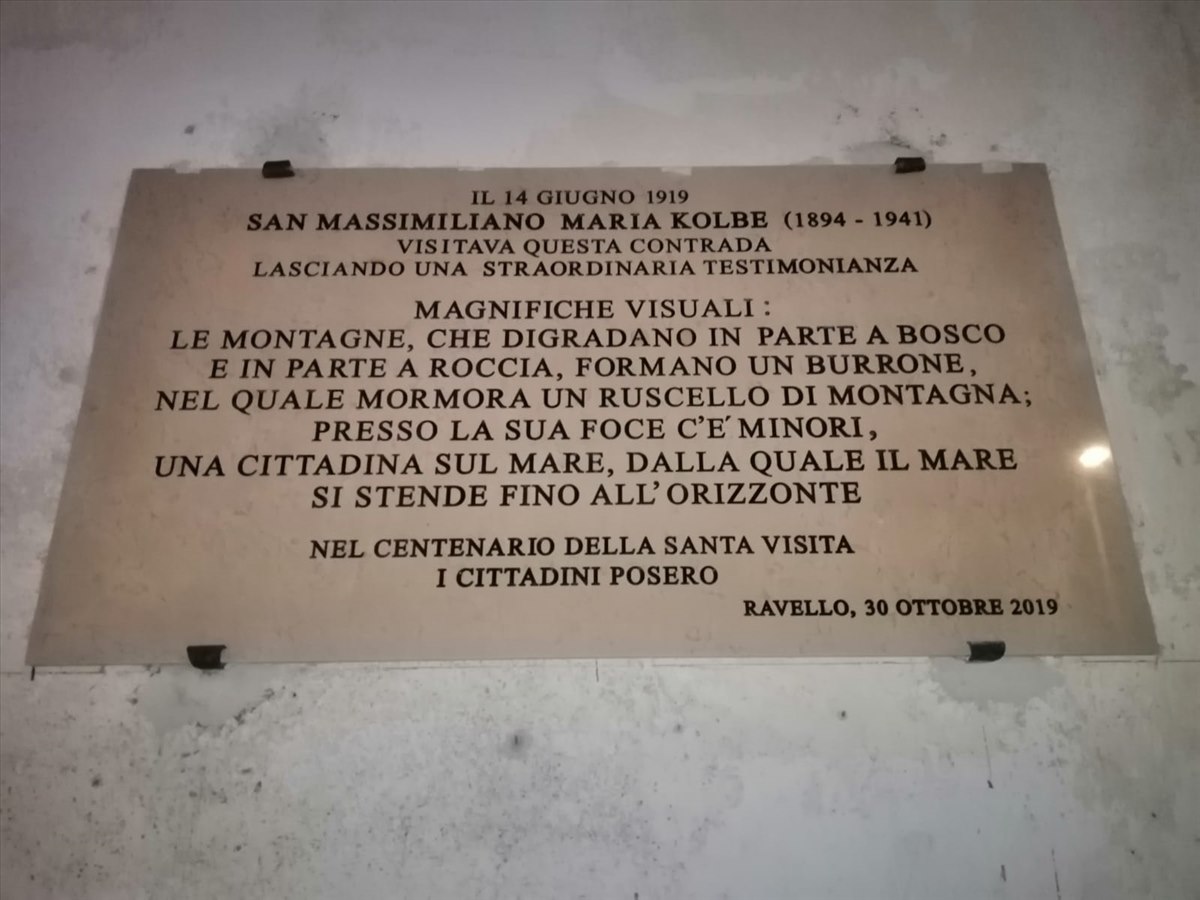 IL 14 GIUGNO 1919
SAN MASSIMILIANO MARIA KOLBE (1894 - 1941)
VISITAVA QUESTA CONTRADA
LASCIANDO UNA STRAORDINARIA TESTIMONIANZA
MAGNIFICHE VISUALI :
LE MONTAGNE, CHE DIGRADANO IN PARTE A BOSCO
E IN PARTE A ROCCIA, FORMANO UN BURRONE,
NEL QUALE MORMORA UN RUSCELLO DI MONTAGNA;
PRESSO LA SUA FOCE C'E´ MINORI,
UNA CITTADINA SUL MARE, DALLA QUALE IL MARE
SI STENDE FINO ALL'ORIZZONTE
NEL CENTENARIO DELLA SANTA VISITA
I CITTADINI POSERO
RAVELLO, 30 OTTOBRE 2019